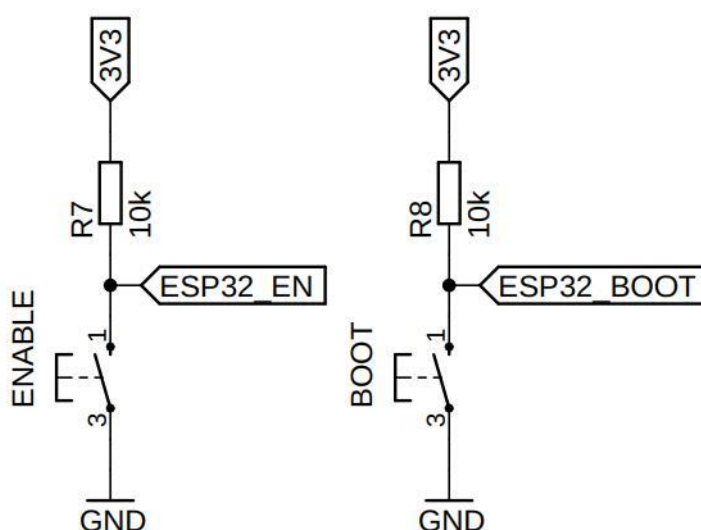 3V3
R7
10k
ESP32_EN
ENABLE
1
3
GND
3V3
R8
10k
ESP32_BOOT
BOOT
1
3
GND